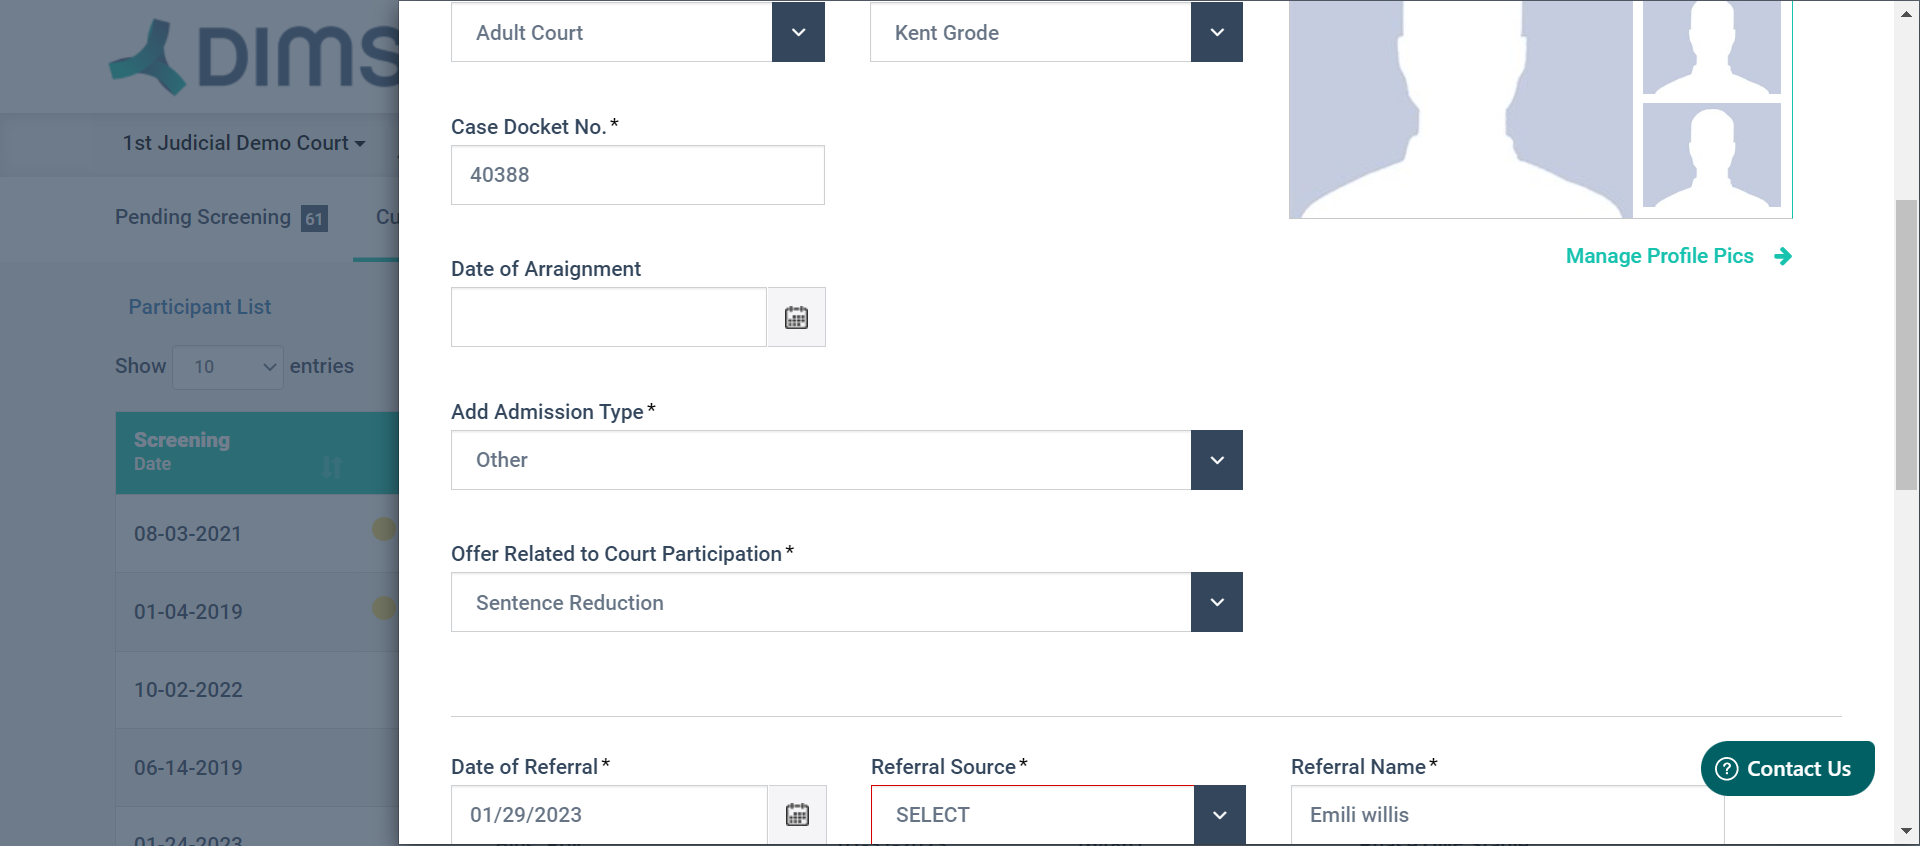 DIMS
1st Judicial Demo Court
Pending Screening 61
Cu
Participant List
Show 10 entries
Screening
Date
08-03-2021
01-04-2019
10-02-2022
06-14-2019
01-24-2023
Adult Court
Kent Grode
Case Docket No.*
40388
Manage Profile Pics
Date of Arraignment
Add Admission Type*
Other
Offer Related to Court Participation*
Sentence Reduction
Date of Referral*
Referral Source*
Referral Name*
01/29/2023
SELECT
Emili willis
Contact Us